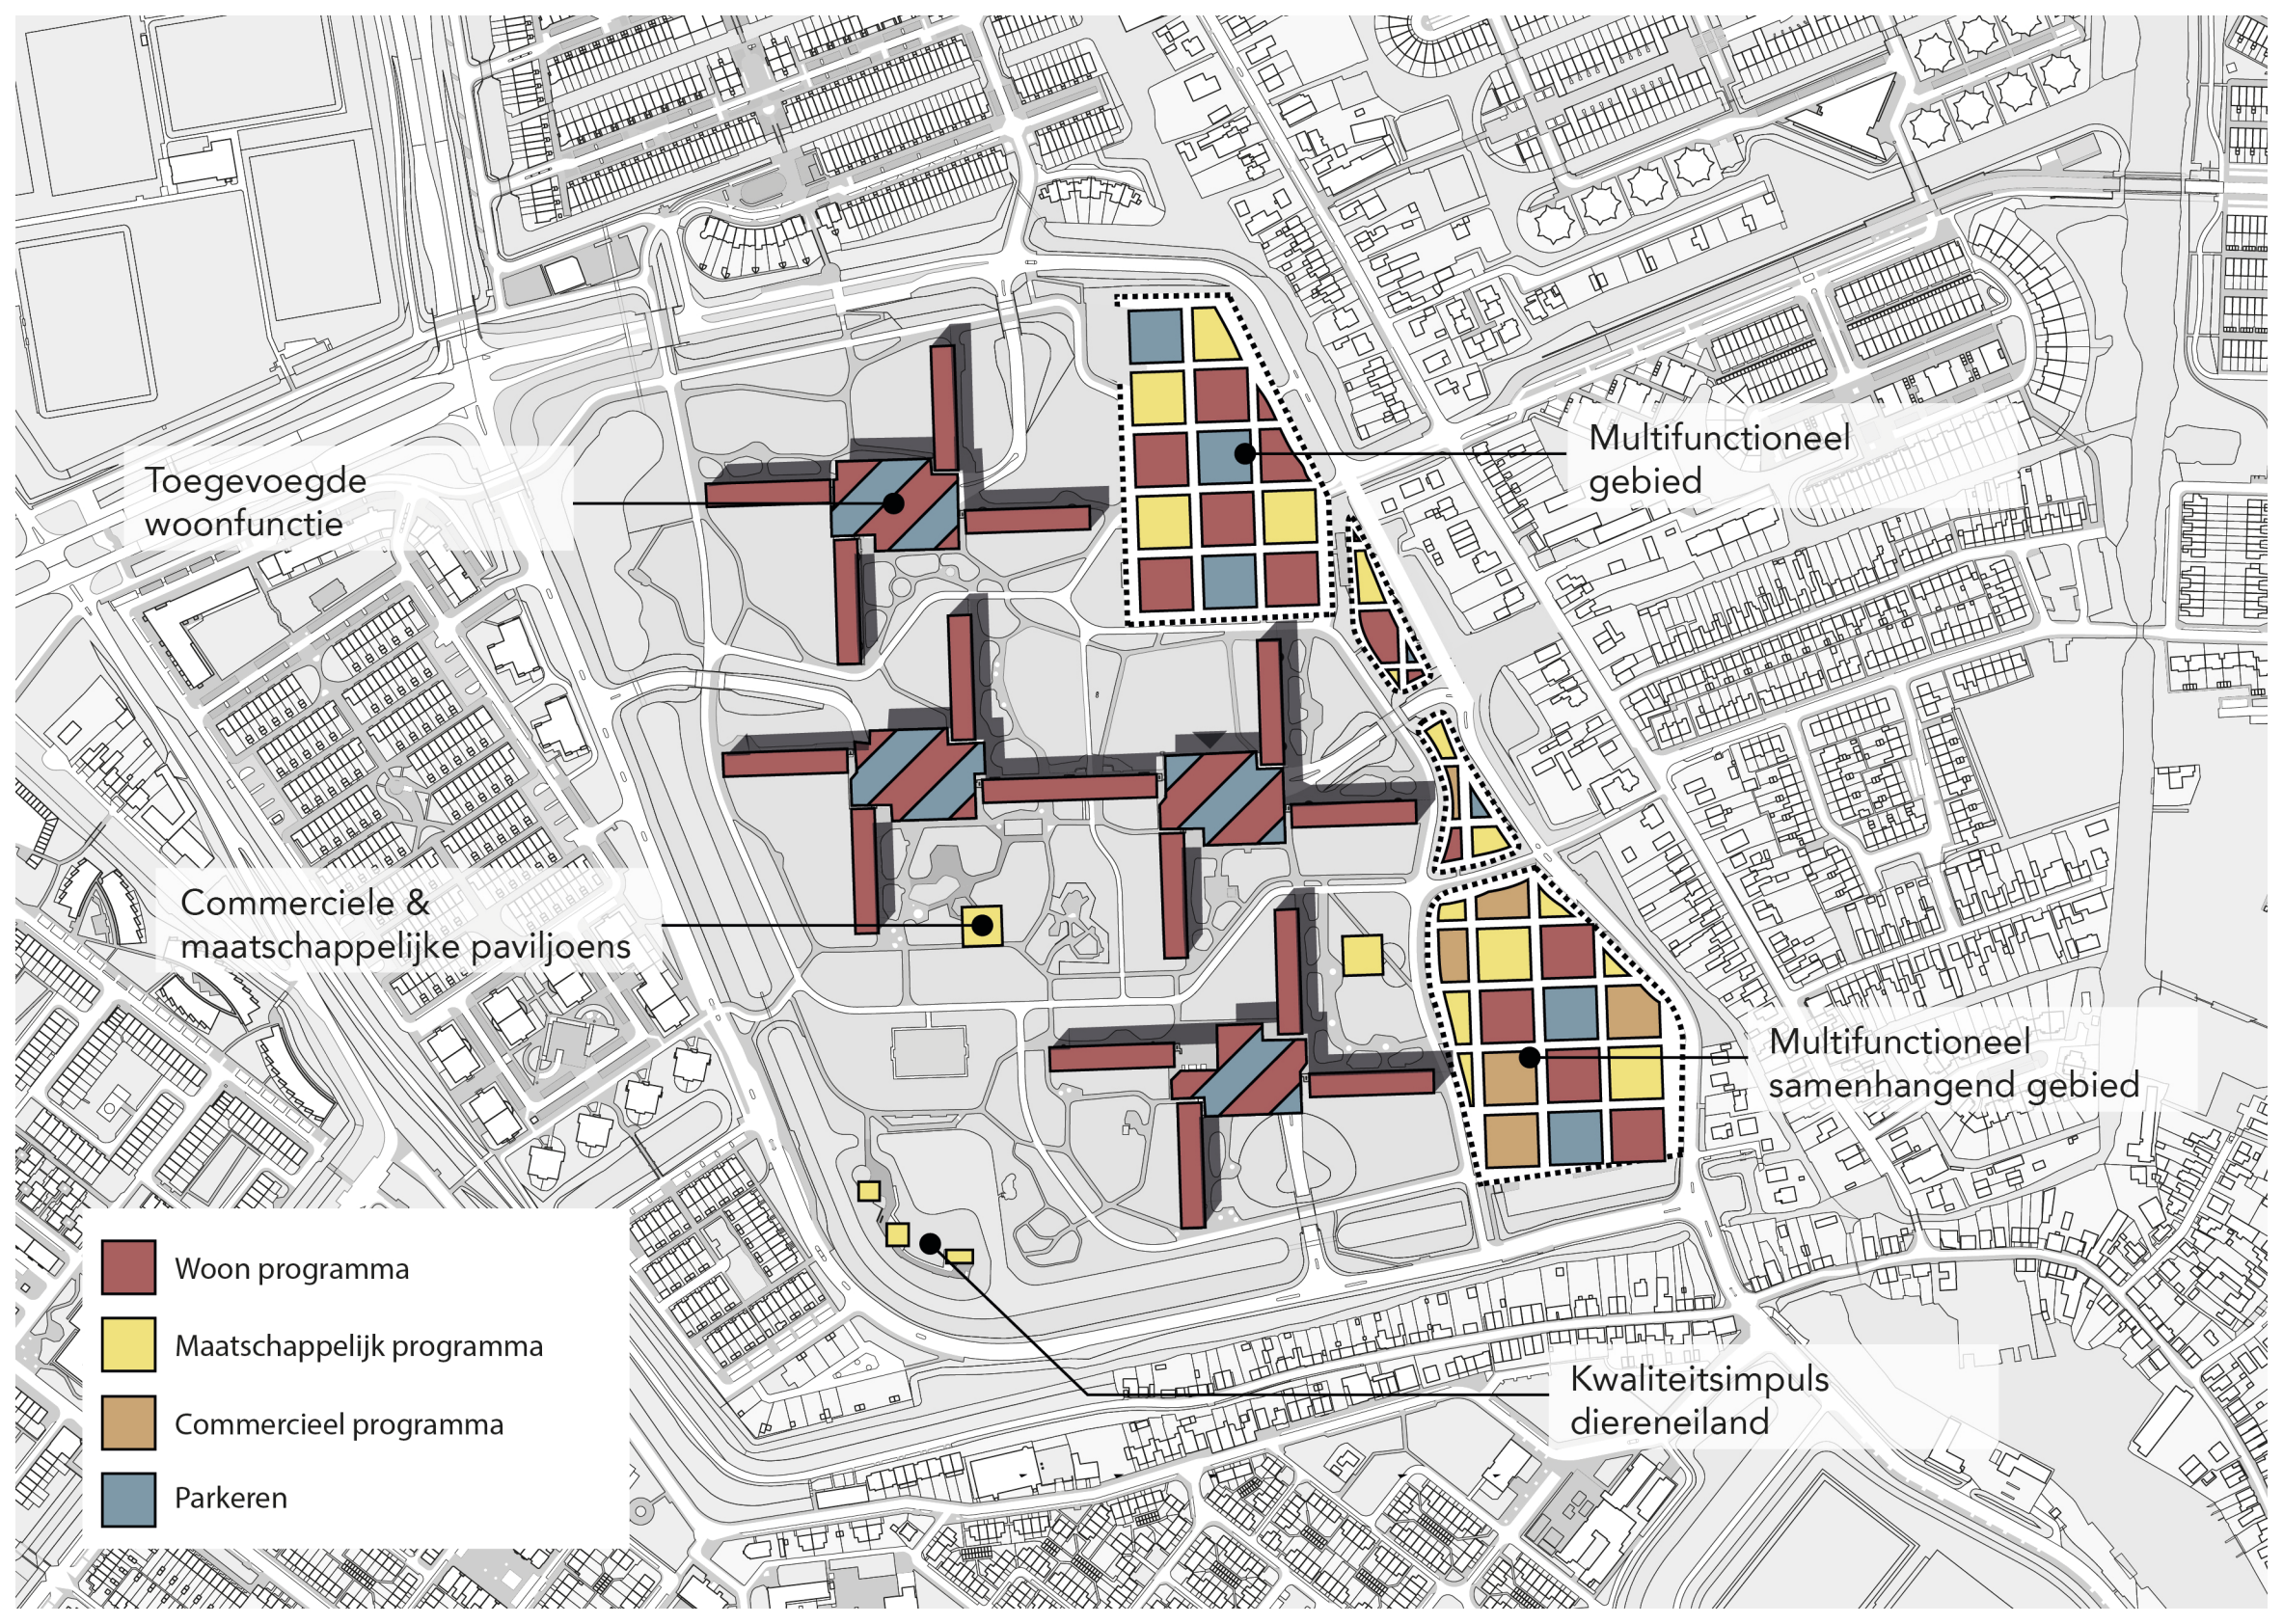 Multifunctioneel
gebied
Toegevoegde
woonfunctie
Commerciele &
maatschappelijke paviljoens
Multifunctioneel
samenhangend gebied
Kwaliteitsimpuls
diereneiland
Woon programma
Maatschappelijk programma
Commercieel programma
Parkeren